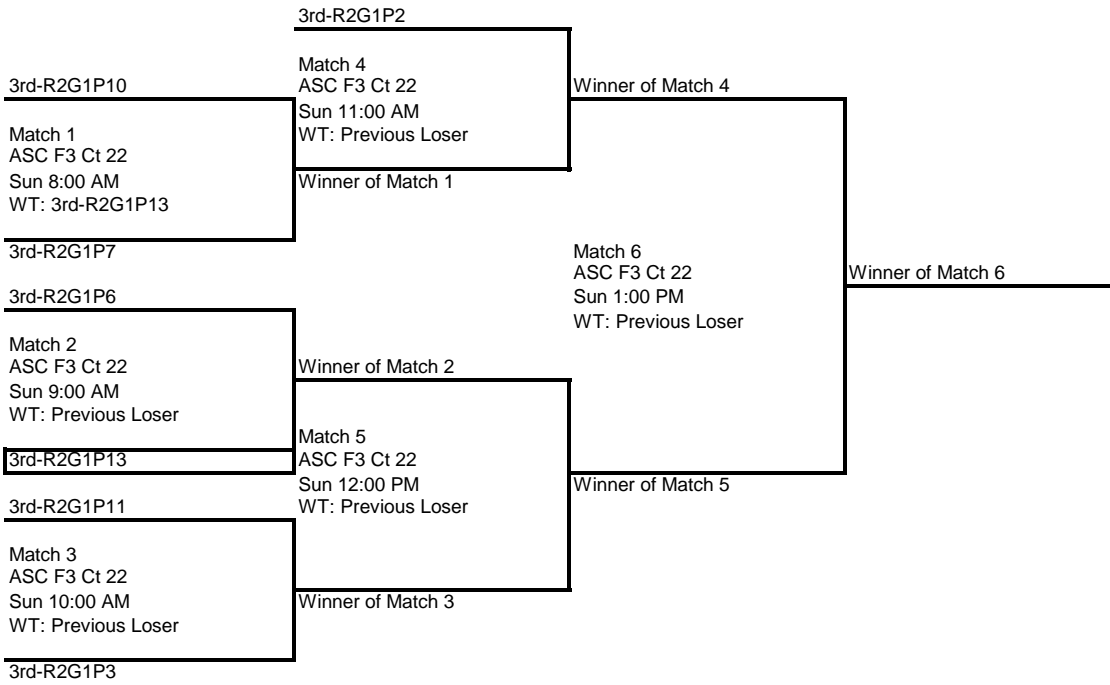 3rd-R2G1P2
Match 4
ASC F3 Ct 22
Sun 11:00 AM
WT: Previous Loser
3rd-R2G1P10
Winner of Match 4
Match 1
ASC F3 Ct 22
Sun 8:00 AM
WT: 3rd-R2G1P13
Winner of Match 1
3rd-R2G1P7
Match 6
ASC F3 Ct 22
Sun 1:00 PM
WT: Previous Loser
Winner of Match 6
3rd-R2G1P6
Match 2
ASC F3 Ct 22
Sun 9:00 AM
WT: Previous Loser
Winner of Match 2
3rd-R2G1P13
Match 5
ASC F3 Ct 22
Sun 12:00 PM
WT: Previous Loser
Winner of Match 5
3rd-R2G1P11
Match 3
ASC F3 Ct 22
Sun 10:00 AM
WT: Previous Loser
Winner of Match 3
3rd-R2G1P3